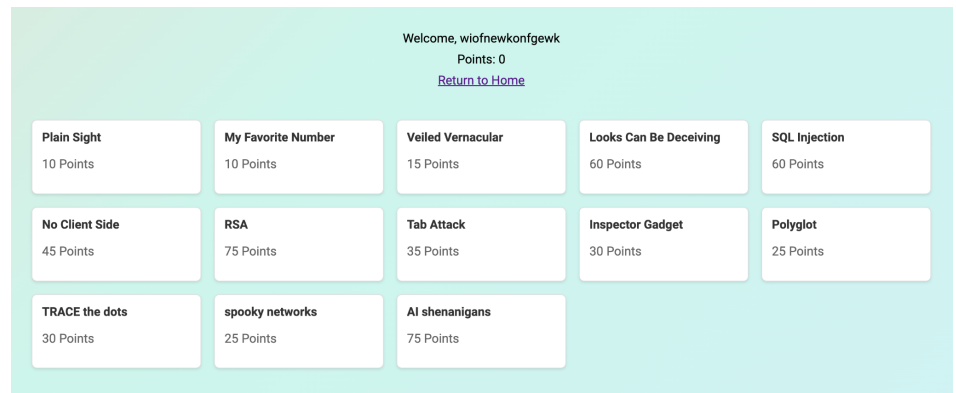 Welcome, wiofnewkonfgewk
Points: 0
Return to Home
Plain Sight
10 Points
My Favorite Number
10 Points
Veiled Vernacular
15 Points
Looks Can Be Deceiving
60 Points
SQL Injection
60 Points
No Client Side
45 Points
RSA
75 Points
Tab Attack
35 Points
Inspector Gadget
30 Points
Polyglot
25 Points
TRACE the dots
30 Points
spooky networks
25 Points
AI shenanigans
75 Points